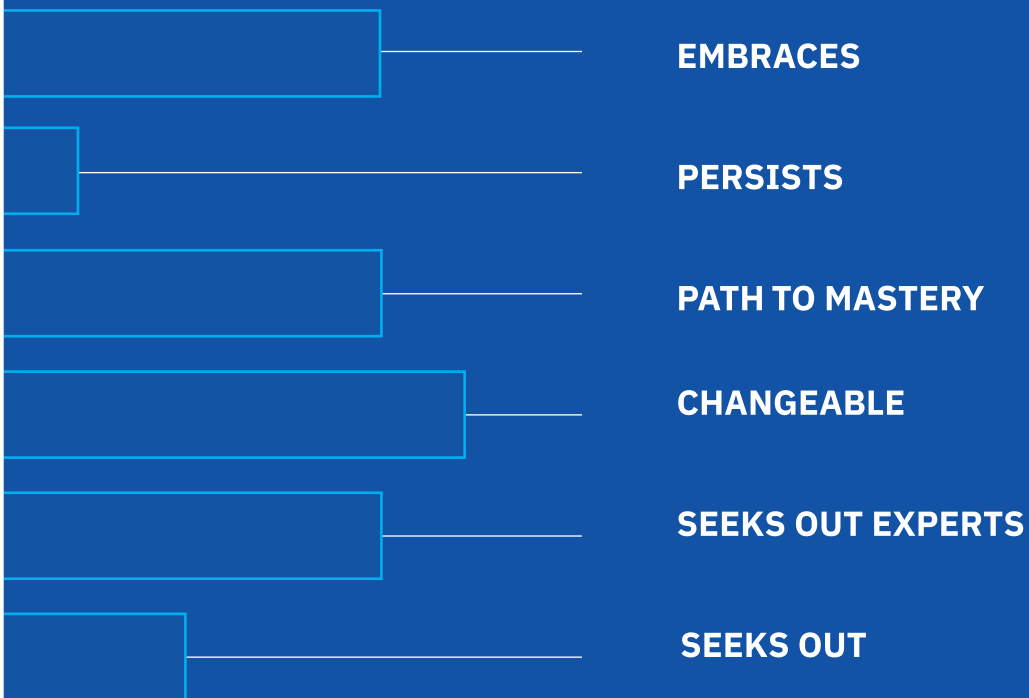 EMBRACES
PERSISTS
PATH TO MASTERY
CHANGEABLE
SEEKS OUT EXPERTS
SEEKS OUT